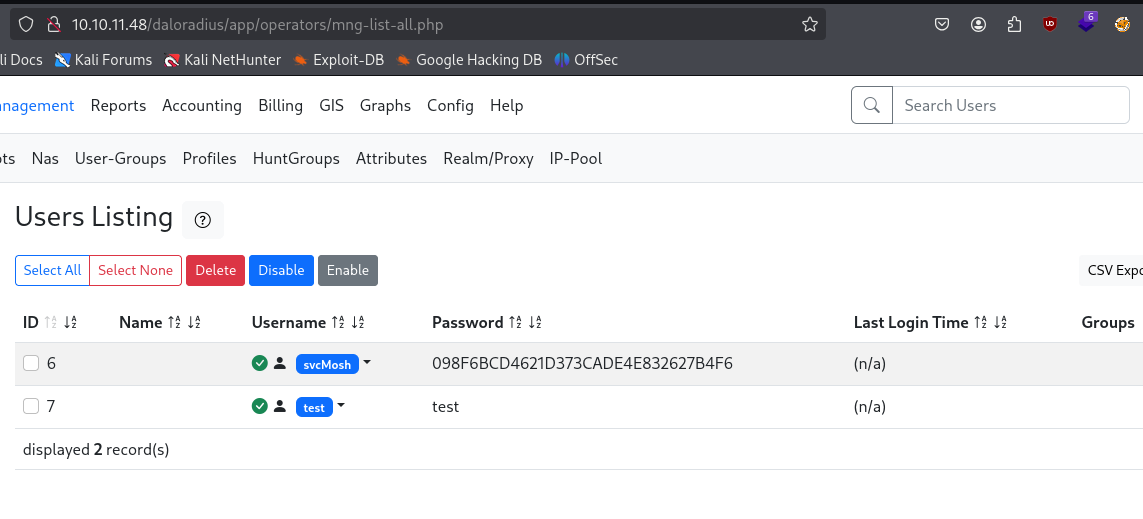 10.10.11.48/daloradius/app/operators/mng-list-all.php
6
li Docs Kali Forums Kali NetHunter Exploit-DB Google Hacking DB OffSec
anagement Reports Accounting Billing GIS Graphs Config Help Search Users
ots Nas User-Groups Profiles HuntGroups Attributes Realm/Proxy IP-Pool
Users Listing
Select All Select None Delete Disable Enable CSV Expo
ID Name Username Password Last Login Time Groups
6 svcMosh 098F6BCD4621D373CADE4E832627B4F6 (n/a)
7 test test (n/a)
displayed 2 record(s)